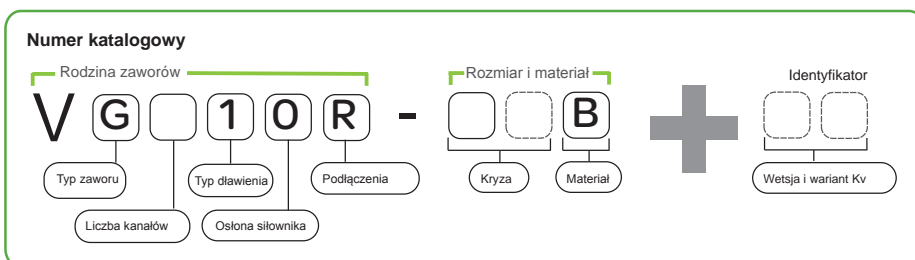 Numer katalogowy
Rodzina zaworów
Rozmiar i materiał
Identyfikator
V G 1 0 R - B
Typ zaworu
Typ dławienia
Podłączenia
Kryza
Materiał
Wetsja i wariant Kv
Liczba kanałów
Osłona siłownika